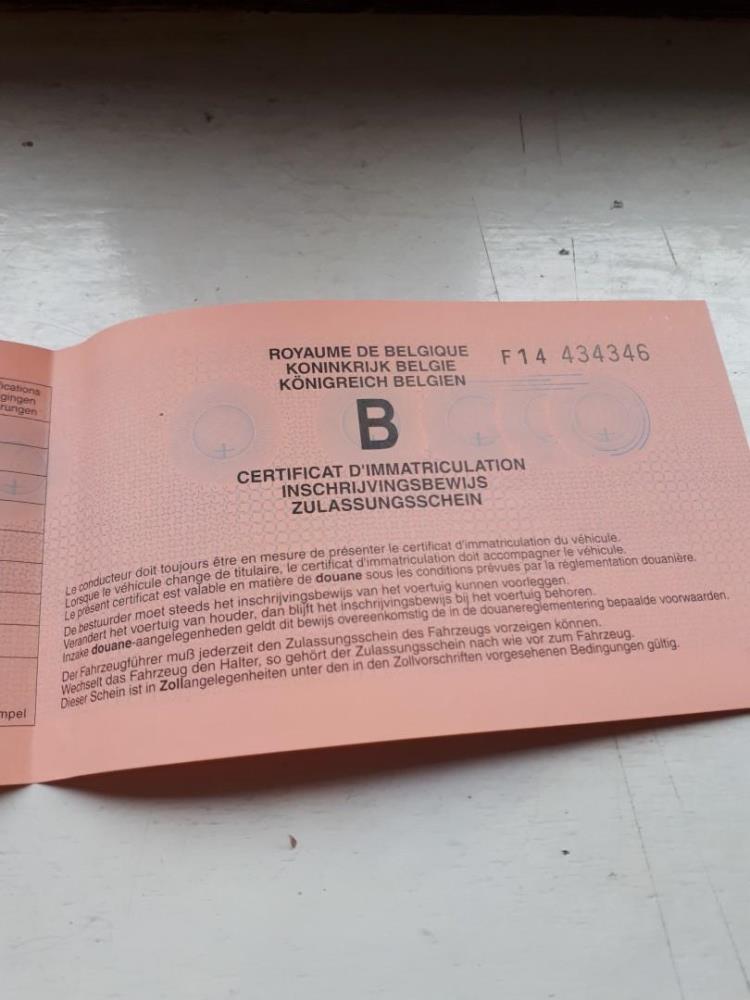 ications
gingen
rungen
mpel
ROYAUME DE BELGIQUE
KONINKRIJK BELGIE
KÖNIGREICH BELGIEN
F14 434346
B
CERTIFICAT D'IMMATRICULATION
INSCHRIJVINGSBEWIJS
ZULASSUNGSSCHEIN
Le conducteur doit toujours être en mesure de présenter le certificat d'immatriculation du véhicule.
Lorsque le véhicule change de titulaire, le certificat d'immatriculation doit accompagner le véhicule.
Le présent certificat est valable en matière de douane sous les conditions prévues par la réglementation douanière.
De bestuurder moet steeds het inschrijvingsbewijs van het voertuig kunnen voorleggen.
Verandert het voertuig van houder, dan blijft het inschrijvingsbewijs bij het voertuig behoren.
Inzake douane-aangelegenheden geldt dit bewijs overeenkomstig de in de douanereglementering bepaalde voorwaarden.
Der Fahrzeugführer muß jederzeit den Zulassungsschein des Fahrzeugs vorzeigen können.
Wechselt das Fahrzeug den Halter, so gehört der Zulassungsschein nach wie vor zum Fahrzeug.
Dieser Schein ist in Zollangelegenheiten unter den in den Zollvorschriften vorgesehenen Bedingungen gültig.